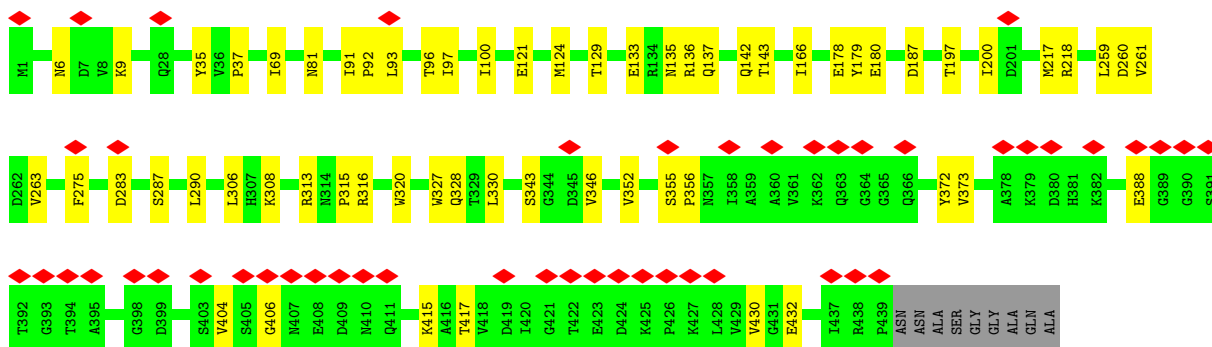 M1 N6 D7 V8 K9 Q28 Y35 V36 P37 I69 N81 I91 P92 L93 T96 I97 I100 E121 M124 T129 E133 R134 N135 R136 Q137 Q142 T143 I166 E178 Y179 E180 D187 T197 I200 D201 M217 R218 L259 D260 V261
D262 V263 F275 D283 S287 L290 L306 H307 K308 R313 N314 P315 R316 W320 W327 Q328 T329 L330 S343 G344 D345 V346 V352 S355 P356 N357 I358 A359 A360 V361 K362 Q363 G364 G365 Q366 Y372 V373 A378 K379 D380 H381 K382 E388 G389 G390 S391
T392 G393 T394 A395 G398 D399 S403 V404 S405 G406 N407 E408 D409 N410 Q411 K415 A416 T417 V418 D419 I420 G421 T422 E423 D424 K425 P426 K427 L428 V429 V430 G431 E432 I437 R438 P439 ASN ASN ALA SER GLY GLY ALA GLN ALA